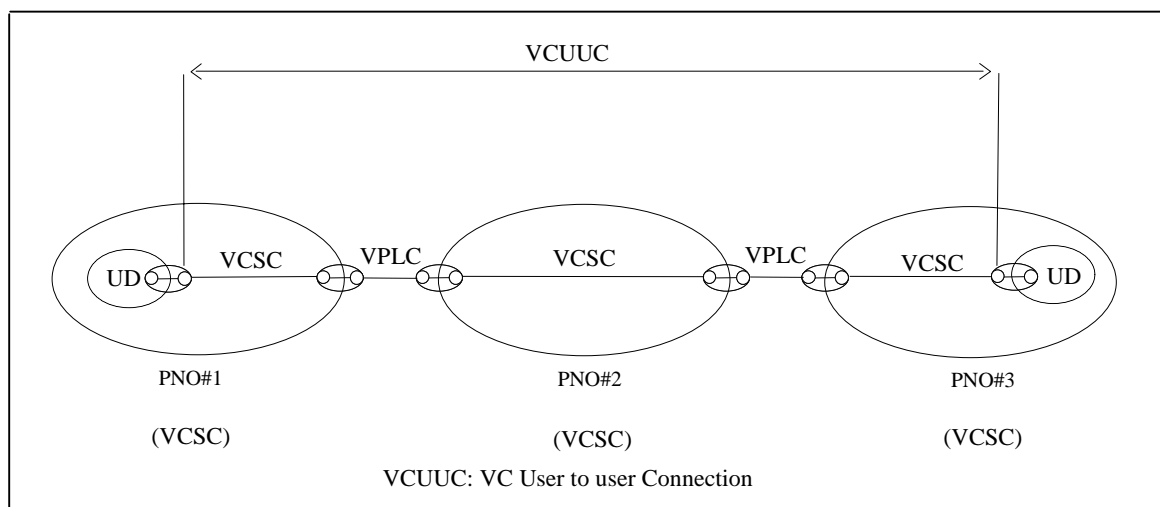 VCUUC
VCSC VPLC VCSC VPLC VCSC
UD UD
PNO#1 PNO#2 PNO#3
(VCSC) (VCSC) (VCSC)
VCUUC: VC User to user Connection